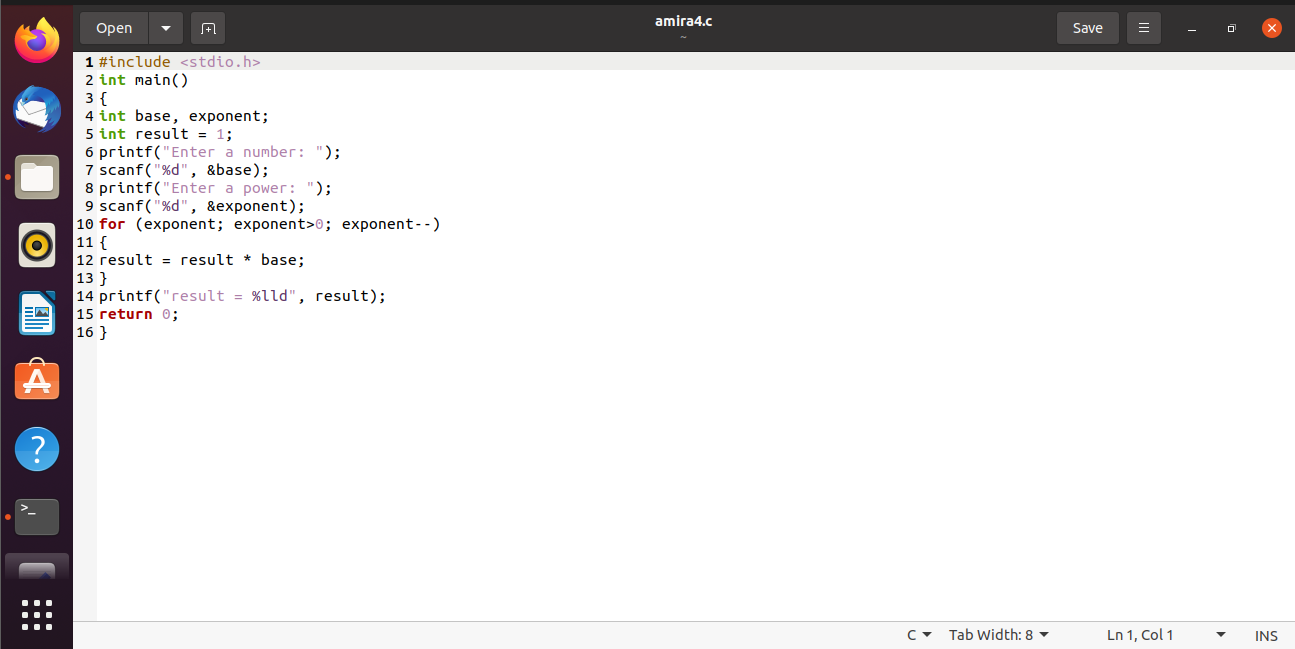 Open
amira4.c
~
Save
1 #include <stdio.h>
2 int main()
3 {
4 int base, exponent;
5 int result = 1;
6 printf("Enter a number: ");
7 scanf("%d", &base);
8 printf("Enter a power: ");
9 scanf("%d", &exponent);
10 for (exponent; exponent>0; exponent--)
11 {
12 result = result * base;
13 }
14 printf("result = %lld", result);
15 return 0;
16 }
C Tab Width: 8 Ln 1, Col 1 INS